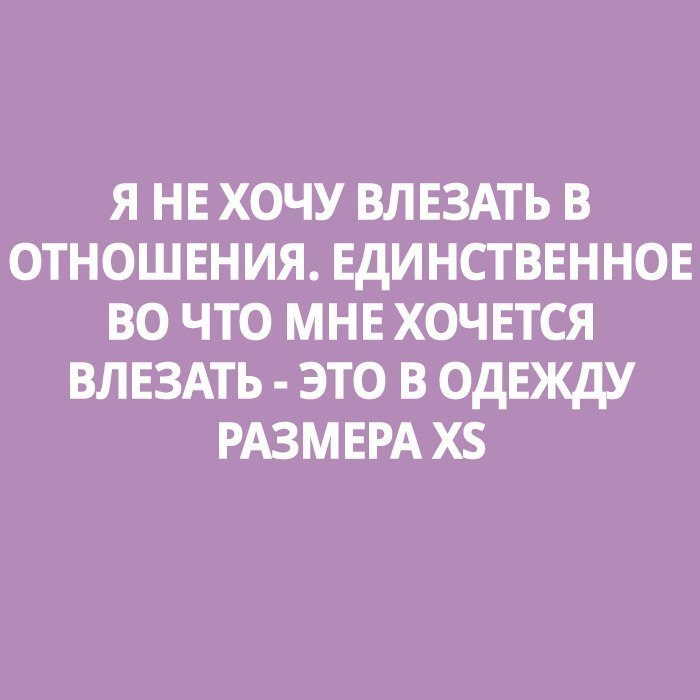 Я НЕ ХОЧУ ВЛЕЗАТЬ В
ОТНОШЕНИЯ. ЕДИНСТВЕННОЕ
ВО ЧТО МНЕ ХОЧЕТСЯ
ВЛЕЗАТЬ - ЭТО В ОДЕЖДУ
РАЗМЕРА XS